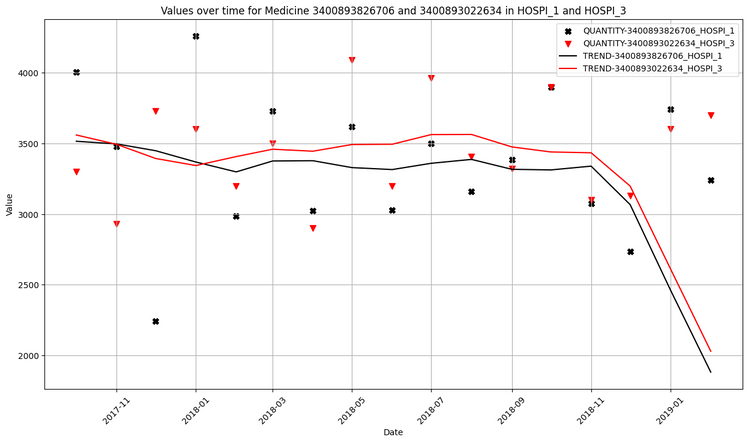 Values over time for Medicine 3400893826706 and 3400893022634 in HOSPI_1 and HOSPI_3
QUANTITY-3400893826706_HOSPI_1
QUANTITY-3400893022634_HOSPI_3
TREND-3400893826706_HOSPI_1
TREND-3400893022634_HOSPI_3
Value
4000
3500
3000
2500
2000
2017-11
2018-01
2018-03
2018-05
2018-07
2018-09
2018-11
2019-01
Date